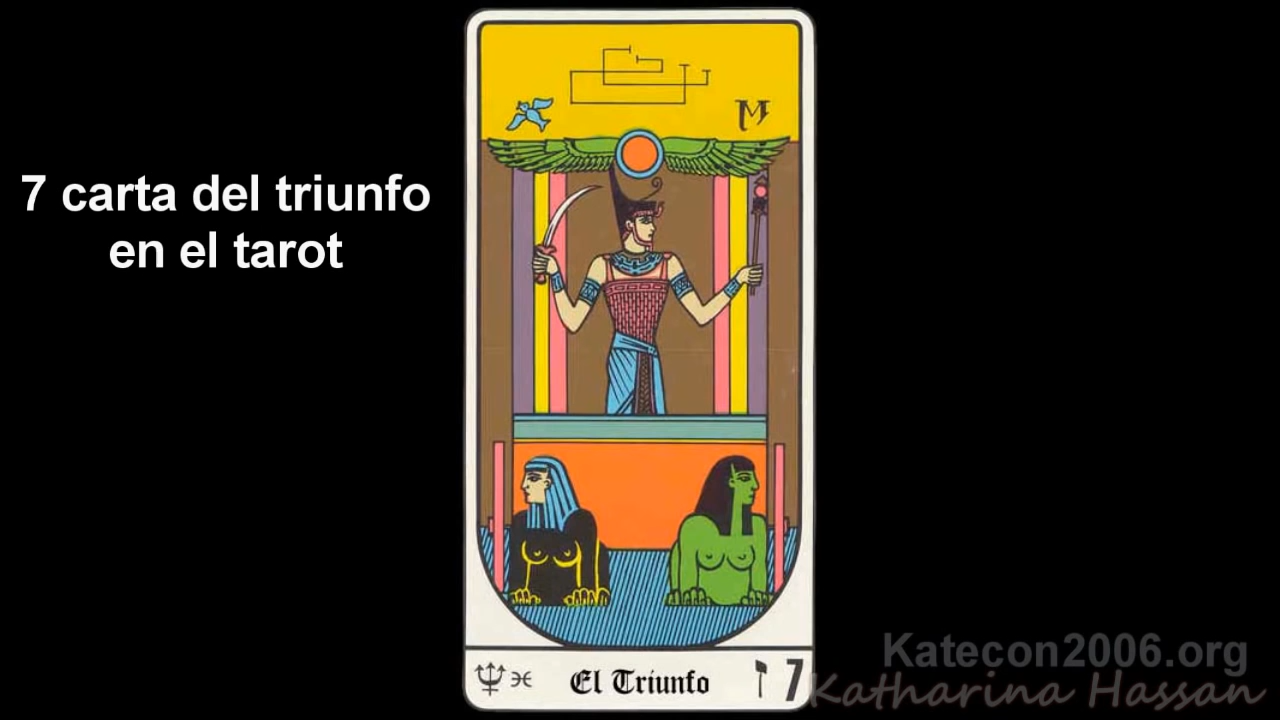 7 carta del triunfo
en el tarot
El Triunfo
7
Katecon2006.org
Katharina Hassan